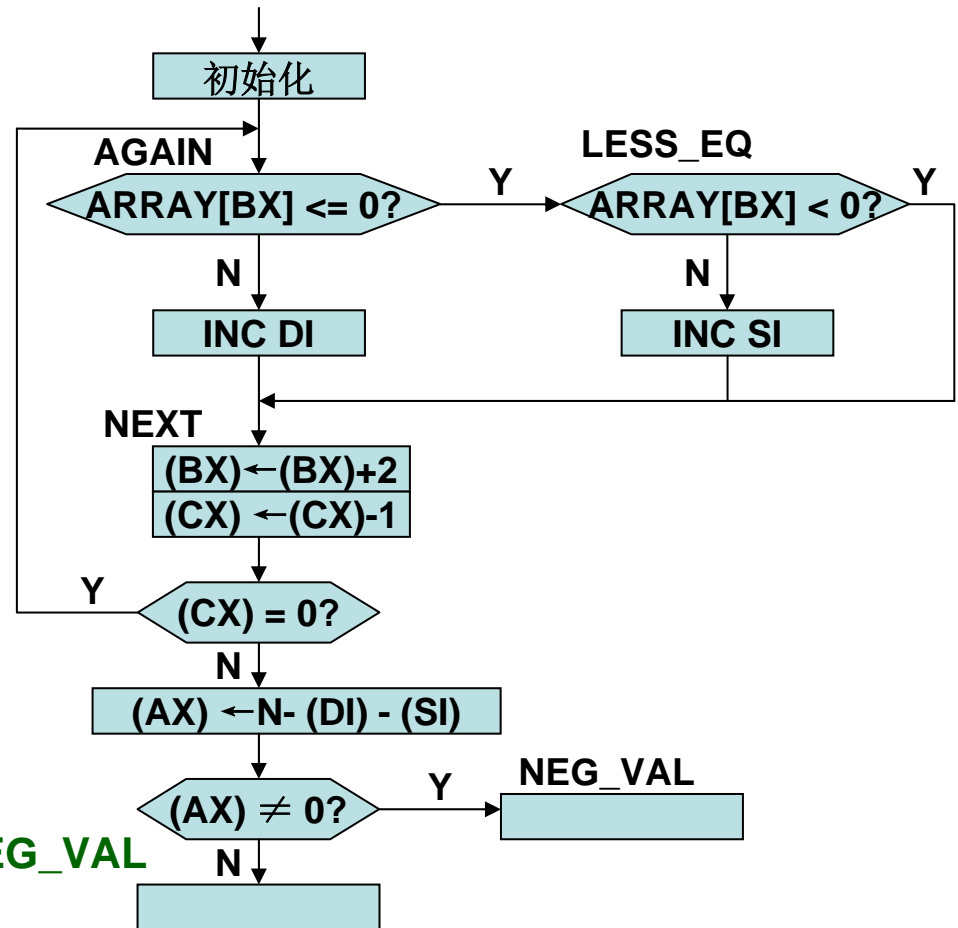 初始化
AGAIN
LESS_EQ
ARRAY[BX] <= 0?
Y
ARRAY[BX] < 0?
Y
N
N
INC DI
INC SI
NEXT
(BX)←(BX)+2
(CX) ←(CX)-1
Y
(CX) = 0?
N
(AX) ←N- (DI) - (SI)
(AX) ≠ 0?
Y
NEG_VAL
EG_VAL
N